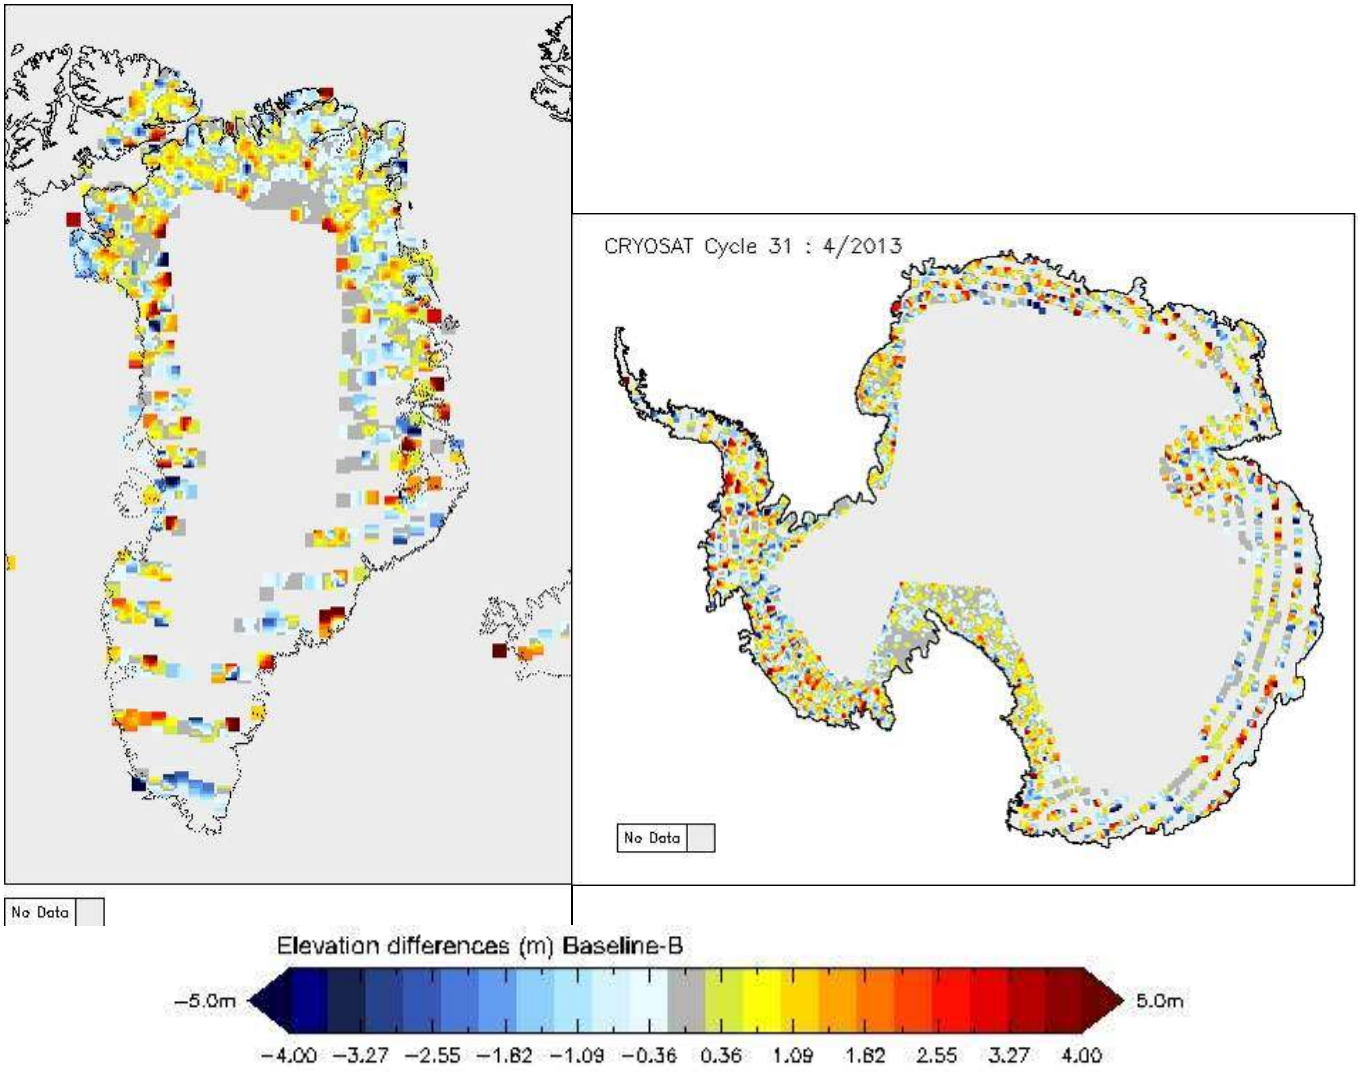 CRYOSAT Cycle 31 : 4/2013
No Data
No Data
Elevation differences (m) Baseline-B
−5.0m
5.0m
−4.00 −3.27 −2.55 −1.82 −1.09 −0.36 0.36 1.09 1.82 2.55 3.27 4.00